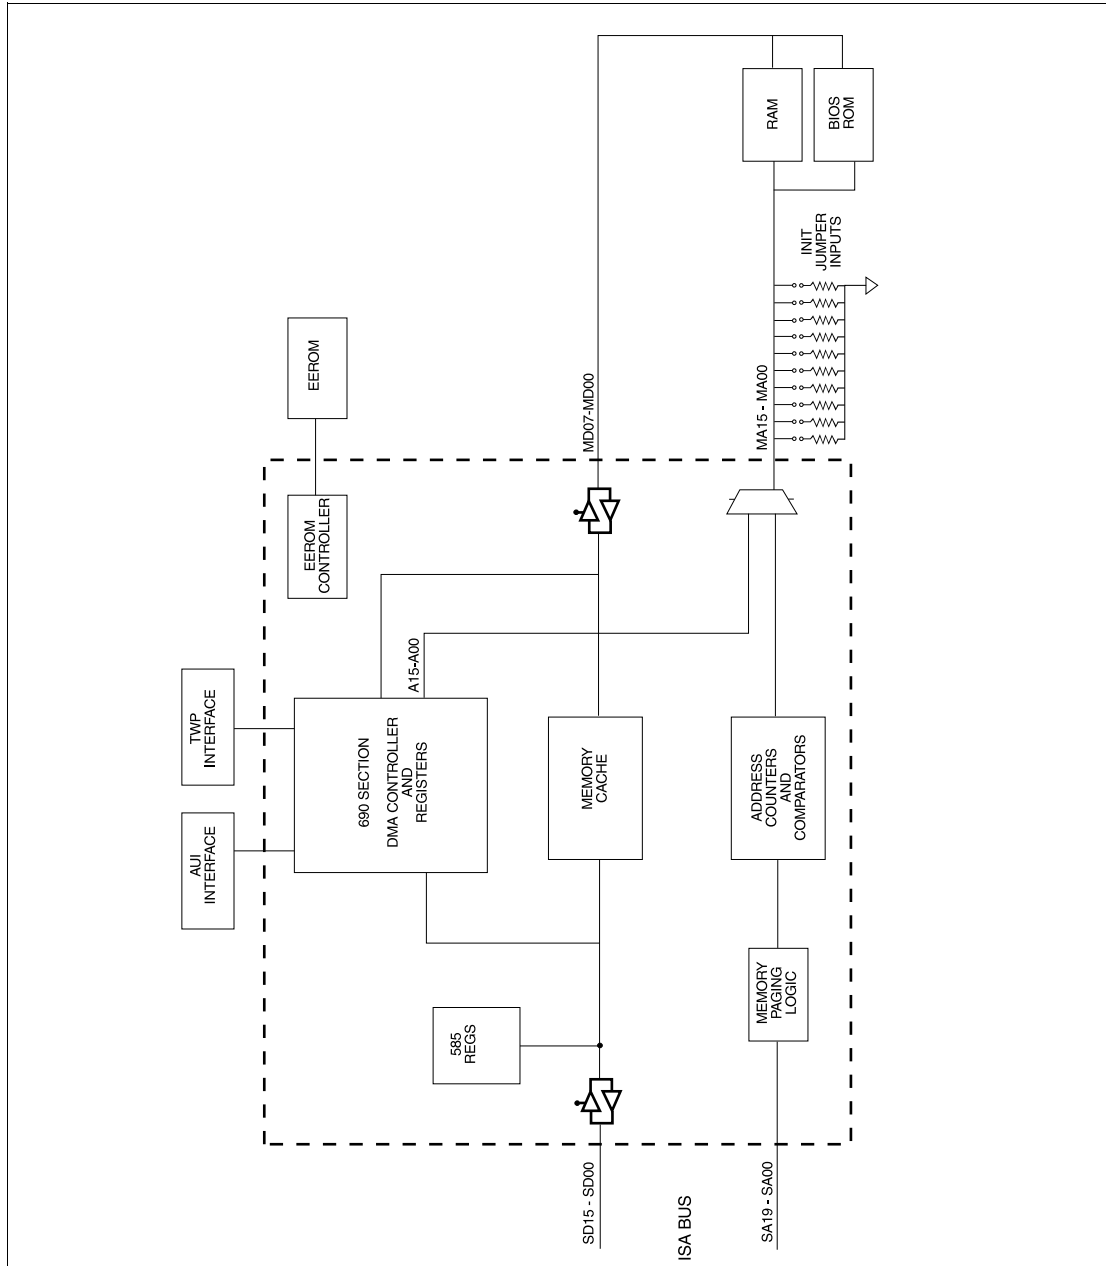 RAM
BIOS
ROM
INIT
JUMPER
INPUTS
EEROM
MD07-MD00
MA15 - MA00
EEROM
CONTROLLER
A15-A00
TWP
INTERFACE
690 SECTION
DMA CONTROLLER
AND
REGISTERS
MEMORY
CACHE
ADDRESS
COUNTERS
AND
COMPARATORS
AUI
INTERFACE
MEMORY
PAGING
LOGIC
585
REGS
SD15 - SD00
ISA BUS
SA19 - SA00